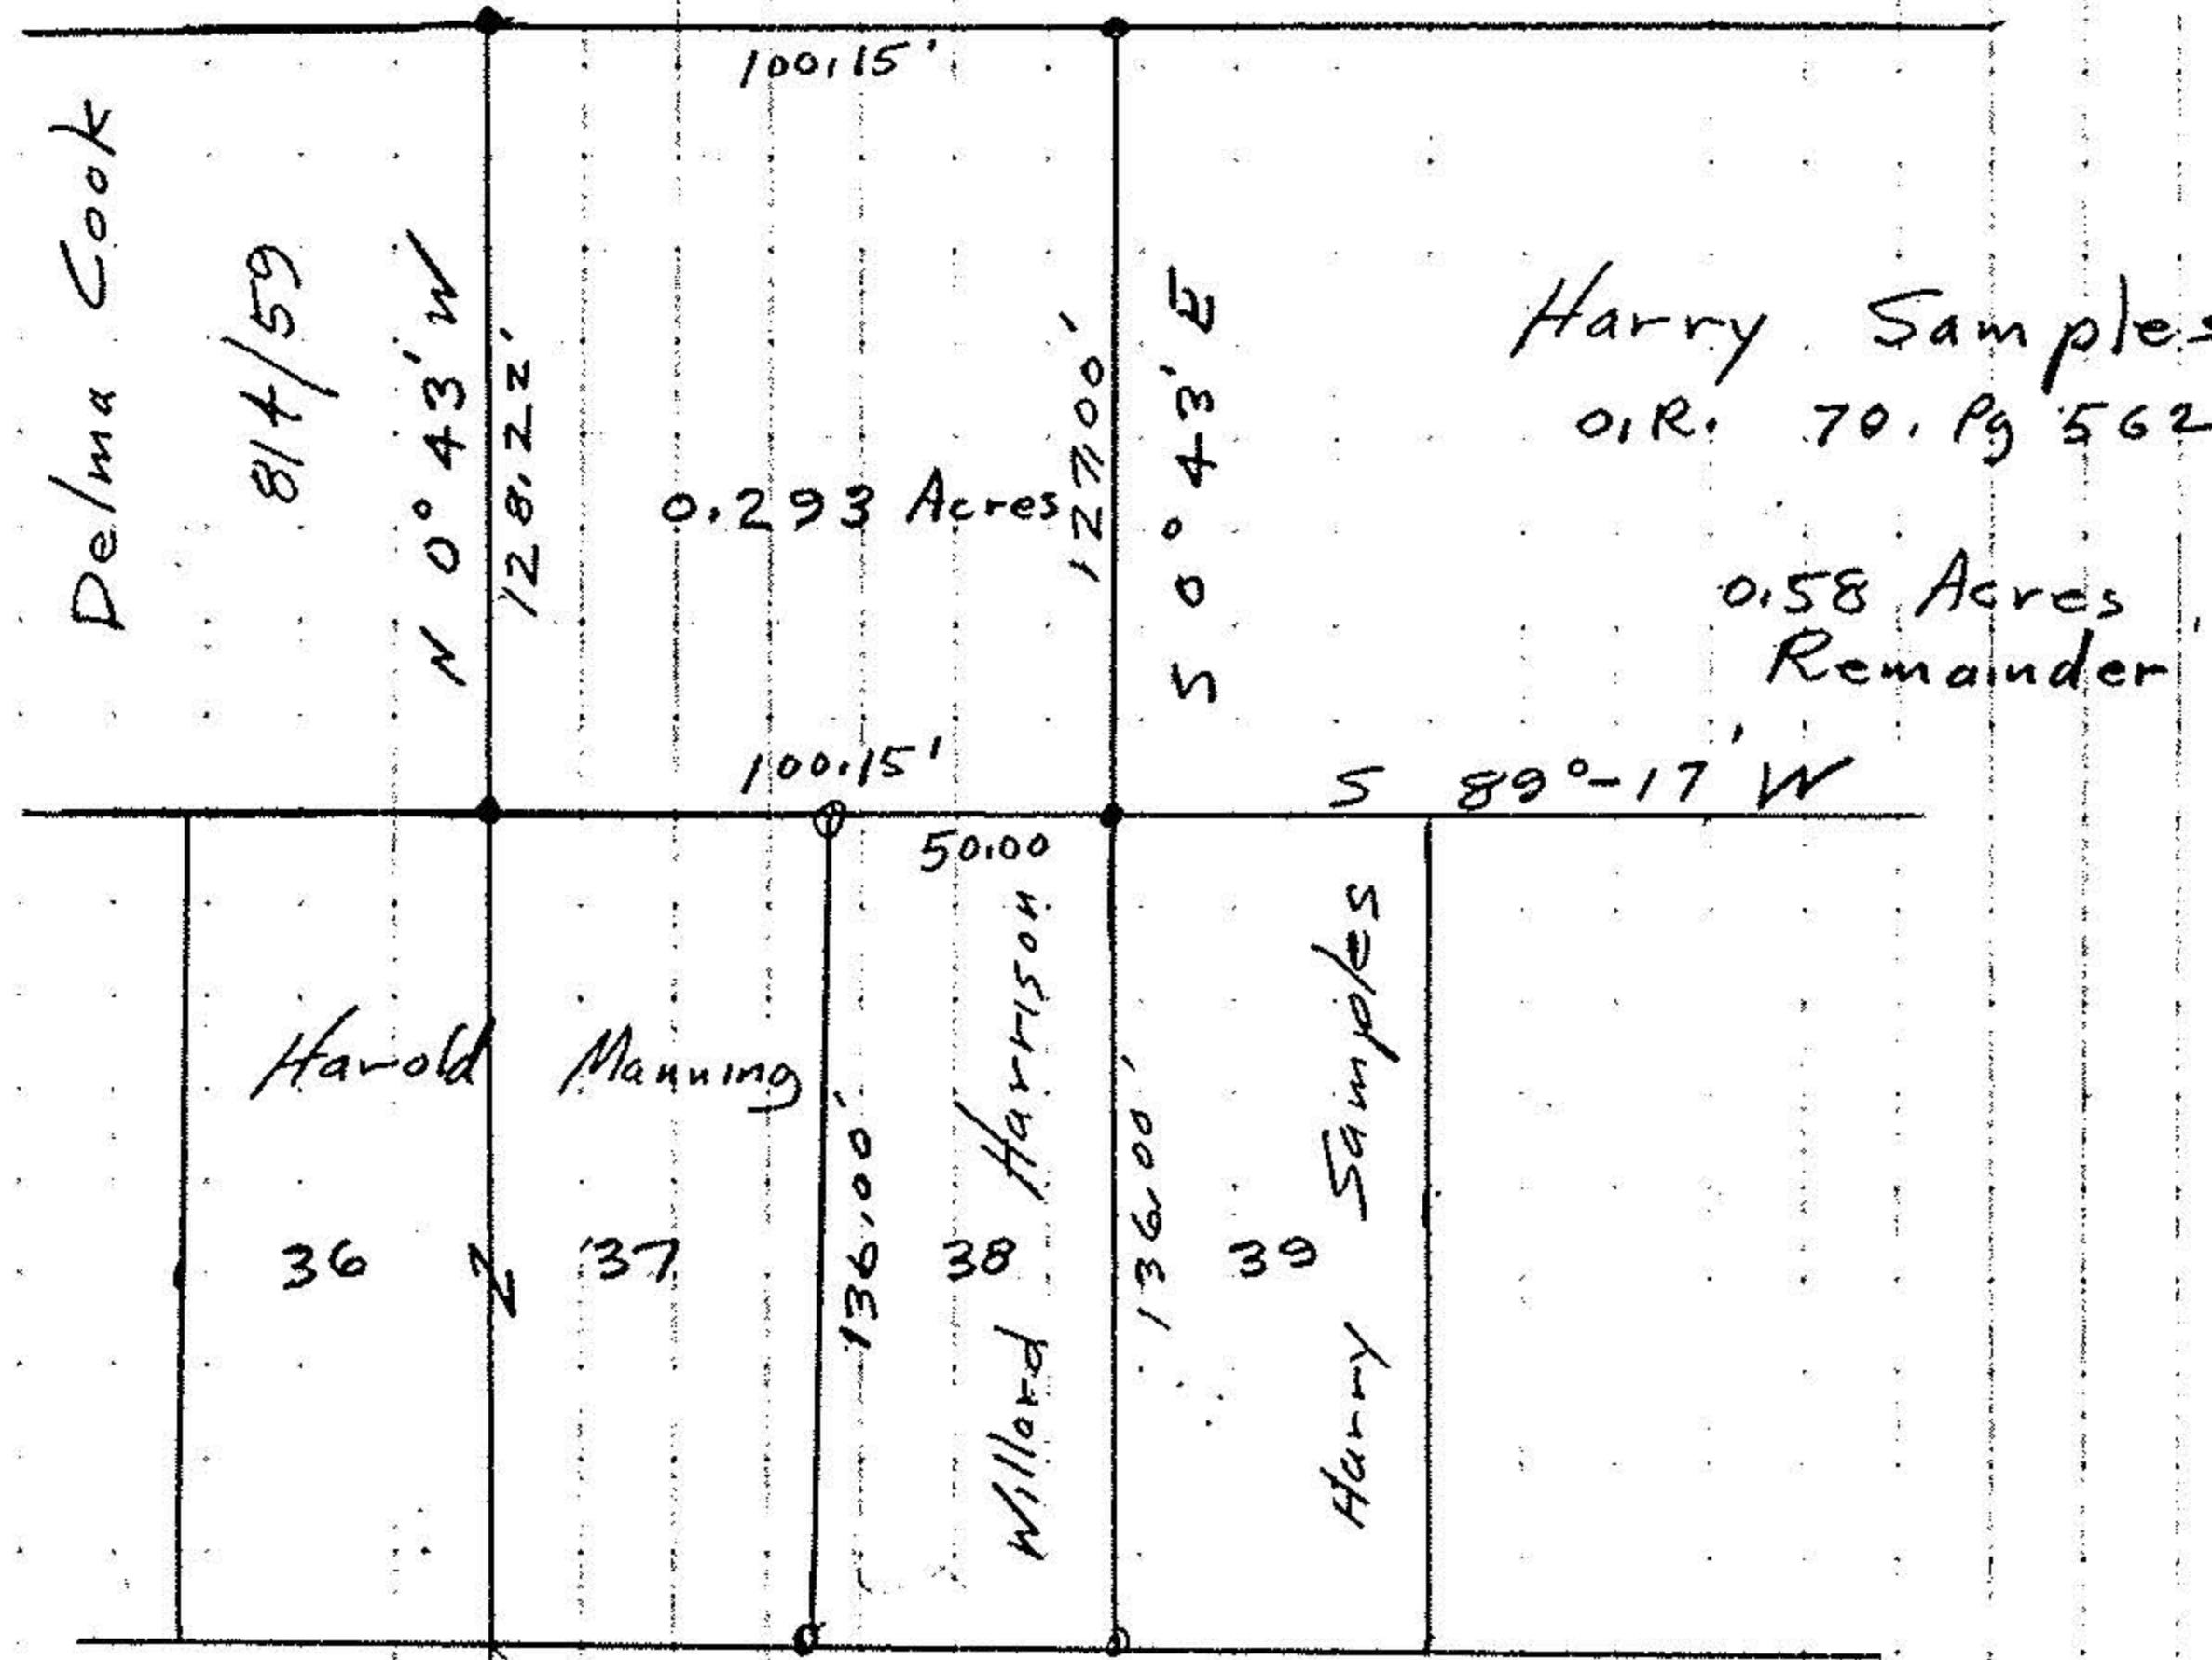 100.15'
Delma Cook
814/59
N 0° 43' W
128.22'
0.293 Acres
127.00'
S 0° 43' E
Harry Samples
O.R. 70. Pg 562
0.58 Acres
Remainder
100.15'
S 89°-17' W
50.00
Harold Manning
36
37
136.00'
38
Willard Harrison
136.00'
39
Harry Samples